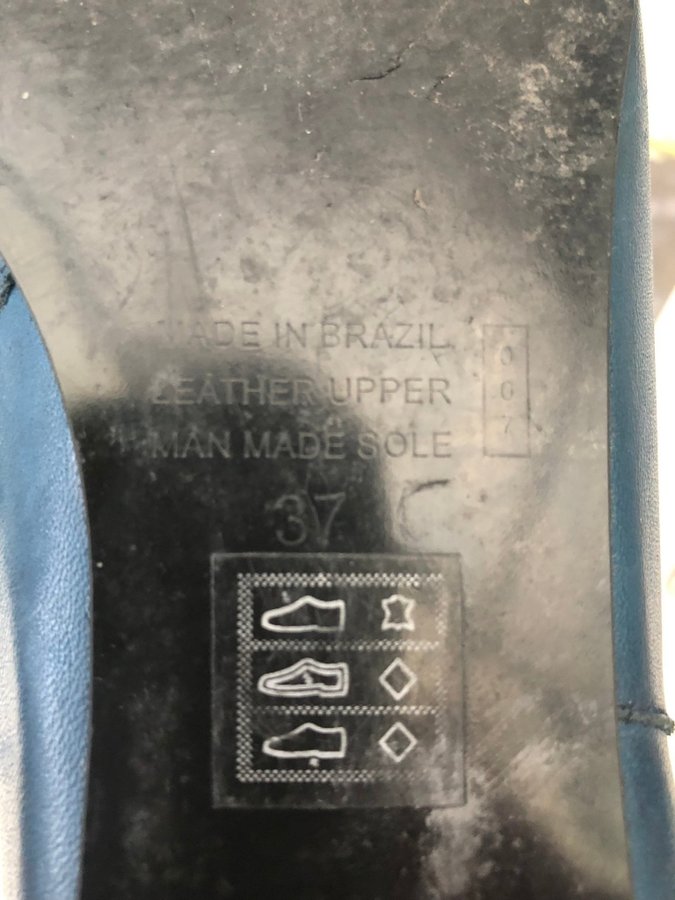 MADE IN BRAZIL
LEATHER UPPER
MAN MADE SOLE
007
37